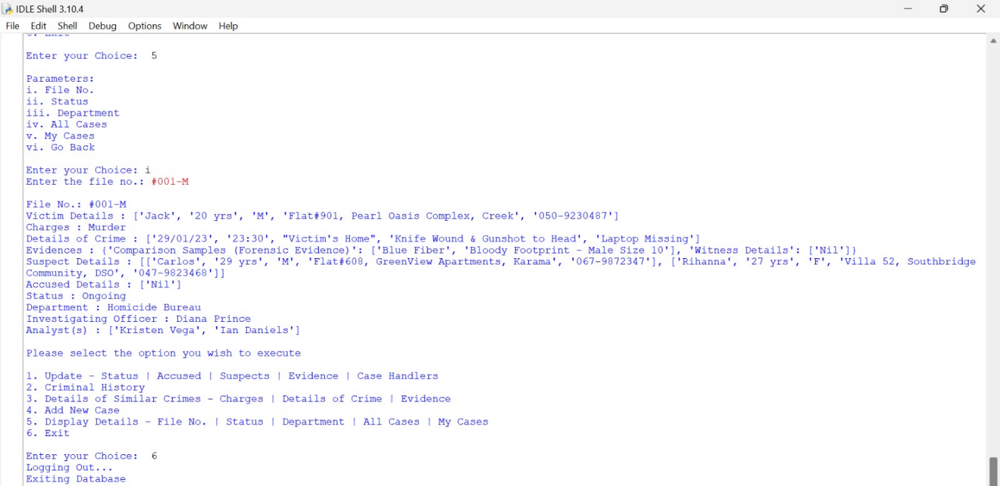 IDLE Shell 3.10.4
File Edit Shell Debug Options Window Help
Enter your Choice:  5
Parameters:
i. File No.
ii. Status
iii. Department
iv. All Cases
v. My Cases
vi. Go Back
Enter your Choice: i
Enter the file no.: #001-M
File No.: #001-M
Victim Details : ['Jack', '20 yrs', 'M', 'Flat#901, Pearl Oasis Complex, Creek', '050-9230487']
Charges : Murder
Details of Crime : ['29/01/23', '23:30', "Victim's Home", 'Knife Wound & Gunshot to Head', 'Laptop Missing']
Evidences : {'Comparison Samples (Forensic Evidence)': ['Blue Fiber', 'Bloody Footprint - Male Size 10'], 'Witness Details': ['Nil']}
Suspect Details : [['Carlos', '29 yrs', 'M', 'Flat#608, GreenView Apartments, Karama', '067-9872347'], ['Rihanna', '27 yrs', 'F', 'Villa 52, Southbridge
Community, DSO', '047-9823468']]
Accused Details : ['Nil']
Status : Ongoing
Department : Homicide Bureau
Investigating Officer : Diana Prince
Analyst(s) : ['Kristen Vega', 'Ian Daniels']
Please select the option you wish to execute
1. Update - Status | Accused | Suspects | Evidence | Case Handlers
2. Criminal History
3. Details of Similar Crimes - Charges | Details of Crime | Evidence
4. Add New Case
5. Display Details - File No. | Status | Department | All Cases | My Cases
6. Exit
Enter your Choice:  6
Logging Out...
Exiting Database